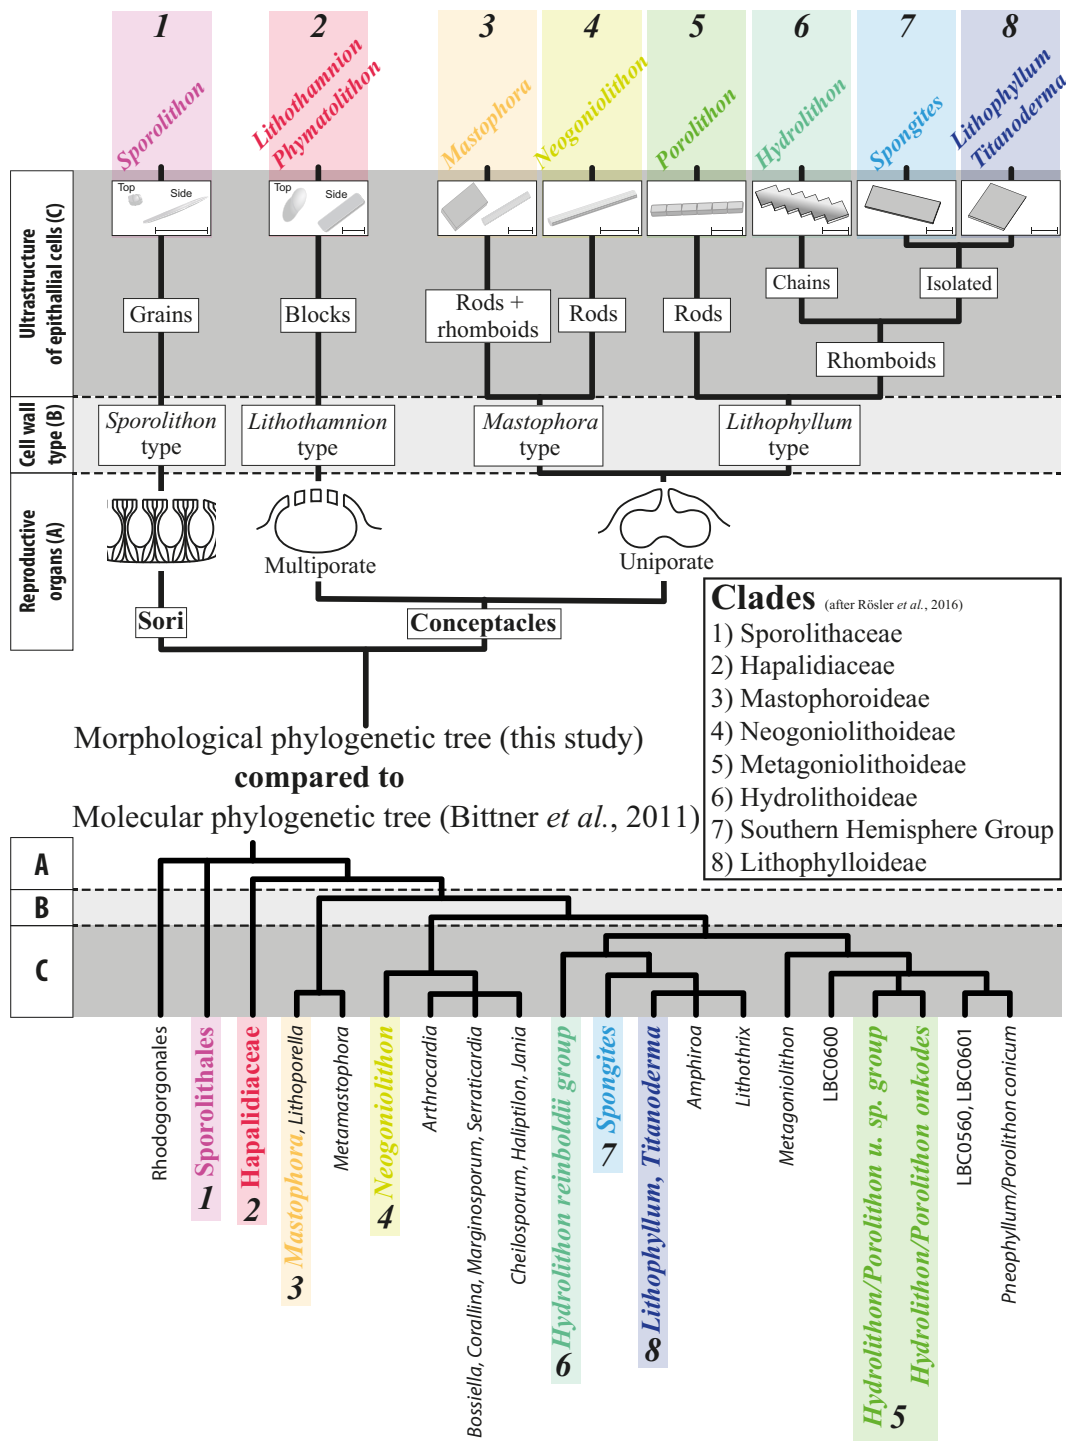 1
2
3
4
5
6
7
8
Sporolithon
Lithothamnion
Phymatolithon
Mastophora
Neogoniolithon
Porolithon
Hydrolithon
Spongites
Lithophyllum
Titanoderma
Ultrastructure
of epithallial cells (C)
Top
Side
Top
Side
Grains
Blocks
Rods +
rhomboids
Rods
Rods
Chains
Isolated
Rhomboids
Cell wall
type (B)
Sporolithon
type
Lithothamnion
type
Mastophora
type
Lithophyllum
type
Reproductive
organs (A)
Multiporate
Uniporate
Sori
Conceptacles
Clades (after Rösler et al., 2016)
1) Sporolithaceae
2) Hapalidiaceae
3) Mastophoroideae
4) Neogoniolithoideae
5) Metagoniolithoideae
6) Hydrolithoideae
7) Southern Hemisphere Group
8) Lithophylloideae
Morphological phylogenetic tree (this study)
compared to
Molecular phylogenetic tree (Bittner et al., 2011)
A
B
C
Rhodogorgonales
1 Sporolithales
2 Hapalidiaceae
3 Mastophora, Lithoporella
Metamastophora
4 Neogoniolithon
Arthrocardia
Bossiella, Corallina, Marginosporum, Serraticardia
Cheilosporum, Haliptilon, Jania
6 Hydrolithon reinboldii group
7 Spongites
8 Lithophyllum, Titanoderma
Amphiroa
Lithothrix
Metagoniolithon
LBC0600
Hydrolithon/Porolithon u. sp. group
Hydrolithon/Porolithon onkodes
5
LBC0560, LBC0601
Pneophyllum/Porolithon conicum